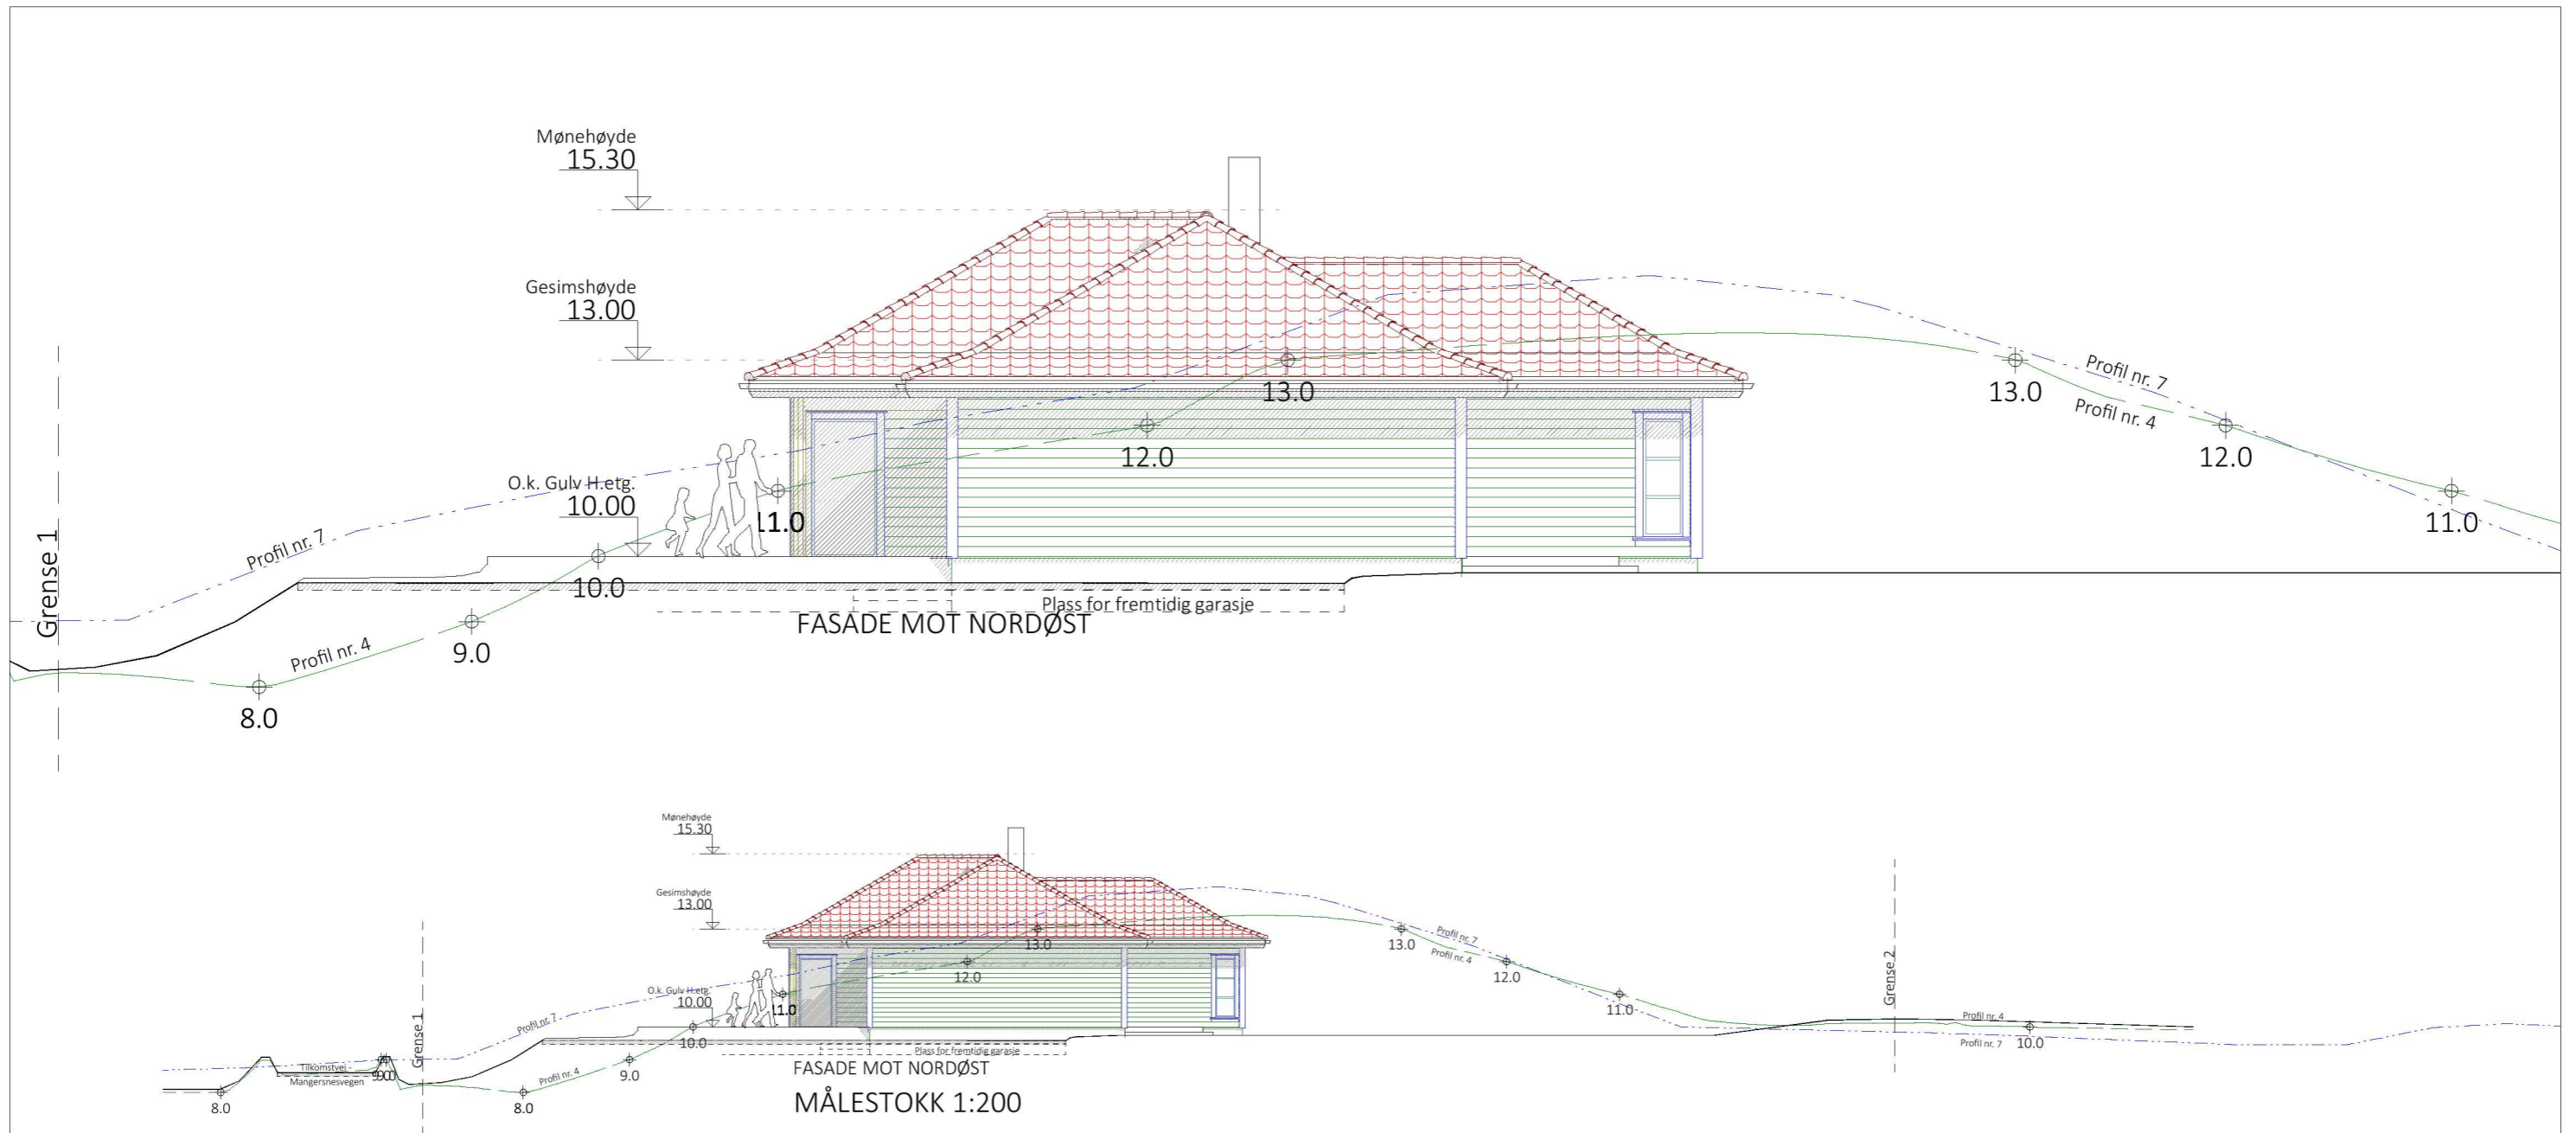 Mønehøyde
15.30
Gesimshøyde
13.00
O.k. Gulv H.etg.
10.00
Grense 1
Profil nr. 7
Profil nr. 4
8.0
9.0
10.0
11.0
12.0
13.0
13.0
Profil nr. 7
Profil nr. 4
12.0
11.0
Plass for fremtidig garasje
FASADE MOT NORDØST
Mønehøyde
15.30
Gesimshøyde
13.00
O.k. Gulv H.etg.
10.00
Grense 1
Profil nr. 7
Profil nr. 4
Tilkomstvei
Mangersnesvegen
8.0
9.0
8.0
9.0
10.0
11.0
12.0
13.0
13.0
Profil nr. 7
Profil nr. 4
12.0
11.0
Grense 2
Profil nr. 4
Profil nr. 7
10.0
Plass for fremtidig garasje
FASADE MOT NORDØST
MÅLESTOKK 1:200